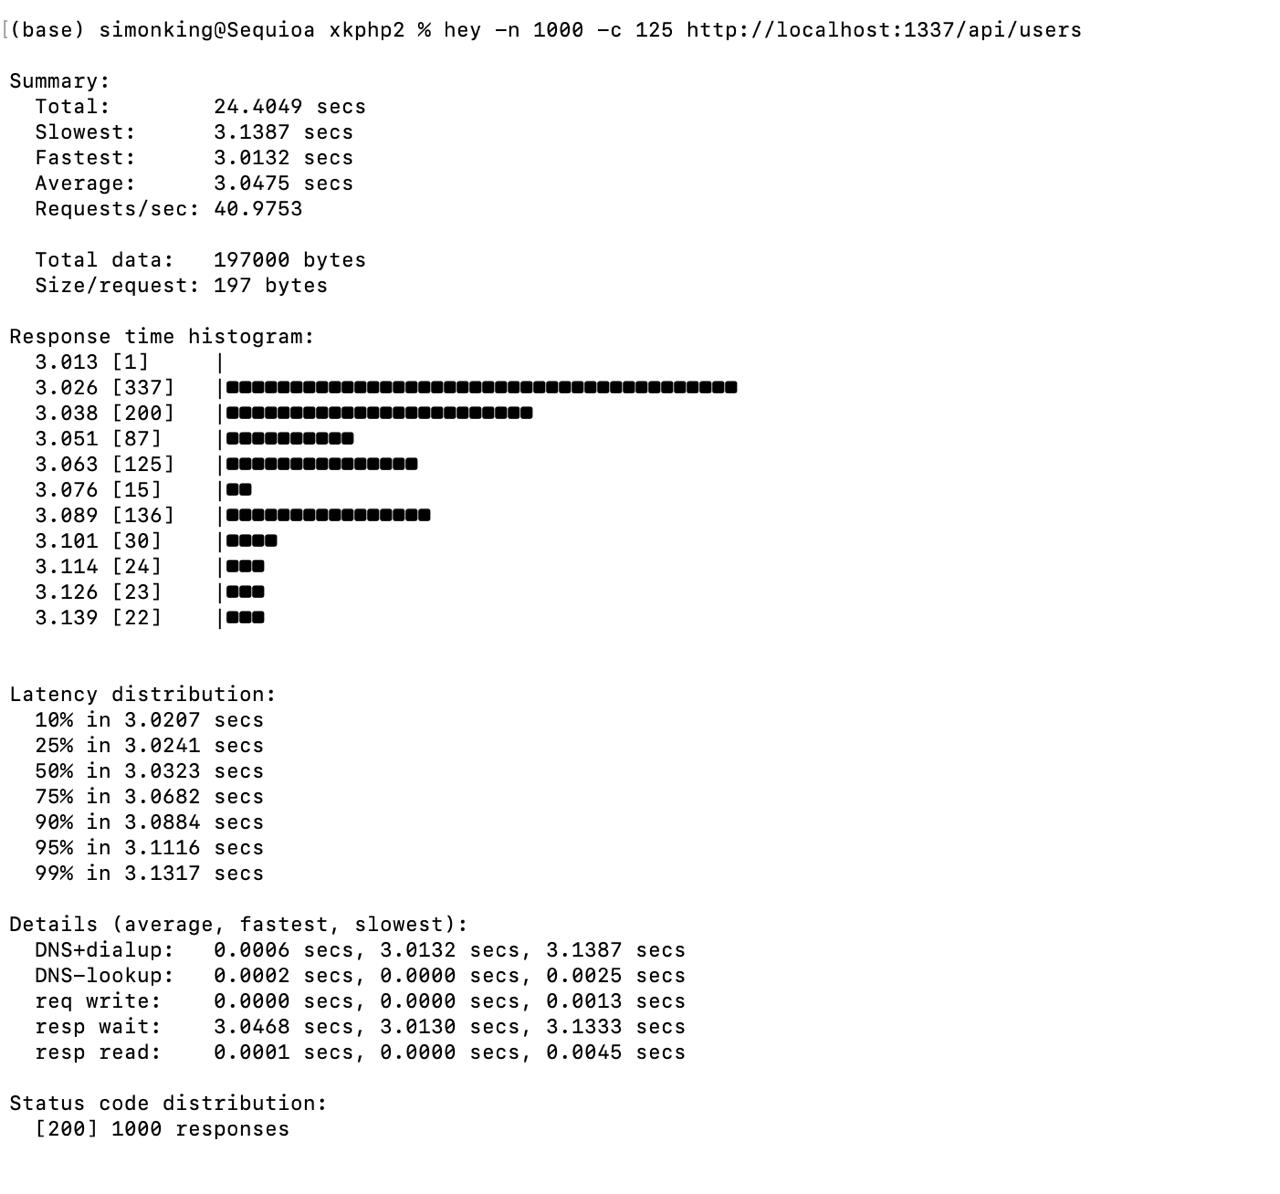 [(base) simonking@Sequioa xkphp2 % hey -n 1000 -c 125 http://localhost:1337/api/users
Summary:
Total: 24.4049 secs
Slowest: 3.1387 secs
Fastest: 3.0132 secs
Average: 3.0475 secs
Requests/sec: 40.9753
Total data: 197000 bytes
Size/request: 197 bytes
Response time histogram:
3.013 [1] |
3.026 [337] |■■■■■■■■■■■■■■■■■■■■■■■■■■■■■■■■■■■■■■■■
3.038 [200] |■■■■■■■■■■■■■■■■■■■■■■■■
3.051 [87] |■■■■■■■■■■
3.063 [125] |■■■■■■■■■■■■■■■
3.076 [15] |■■
3.089 [136] |■■■■■■■■■■■■■■■■
3.101 [30] |■■■■
3.114 [24] |■■■
3.126 [23] |■■■
3.139 [22] |■■■
Latency distribution:
10% in 3.0207 secs
25% in 3.0241 secs
50% in 3.0323 secs
75% in 3.0682 secs
90% in 3.0884 secs
95% in 3.1116 secs
99% in 3.1317 secs
Details (average, fastest, slowest):
DNS+dialup: 0.0006 secs, 3.0132 secs, 3.1387 secs
DNS-lookup: 0.0002 secs, 0.0000 secs, 0.0025 secs
req write: 0.0000 secs, 0.0000 secs, 0.0013 secs
resp wait: 3.0468 secs, 3.0130 secs, 3.1333 secs
resp read: 0.0001 secs, 0.0000 secs, 0.0045 secs
Status code distribution:
[200] 1000 responses